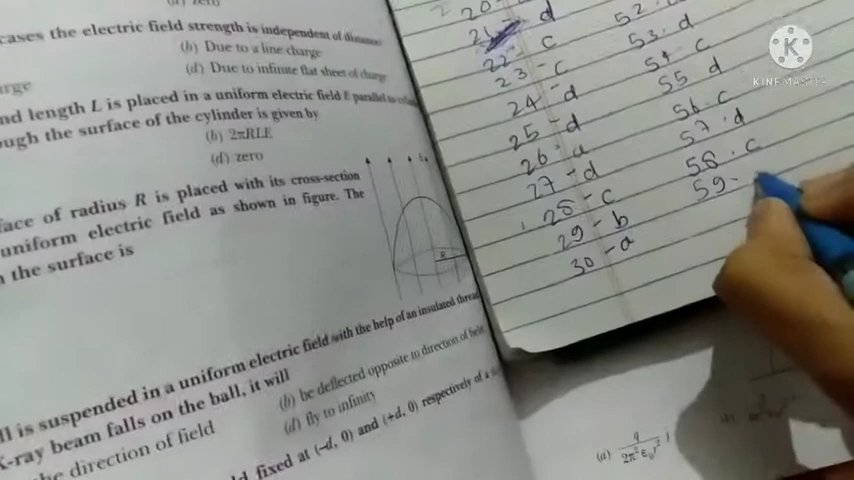 (a) zero
cases the electric field strength is independent of distance
(b) Due to a line charge
arge
(d) Due to infinite flat sheet of charge
nd length L is placed in a uniform electric field E parallel to
ough the surface of the cylinder is given by
(b) 2πRLE
(d) zero
face of radius R is placed with its cross-section
uniform electric field as shown in figure. The
n the surface is
R
ll is suspended in a uniform electric field with the help of an insulated thread
K-ray beam falls on the ball, it will
(b) be deflected opposite to direction of field
the direction of field
(d) fly to infinity
fixed at (–d, 0) and (+d, 0) respectively of a
20-
21- d
22- c
23- c
24- d
25- d
26- a
27- d
28- c
29- b
30- a
52. c
53. d
54. c
55 d
56. c
57. d
58. c
59.
K
KINEMASTER
(a) q / 2π²ε₀r²